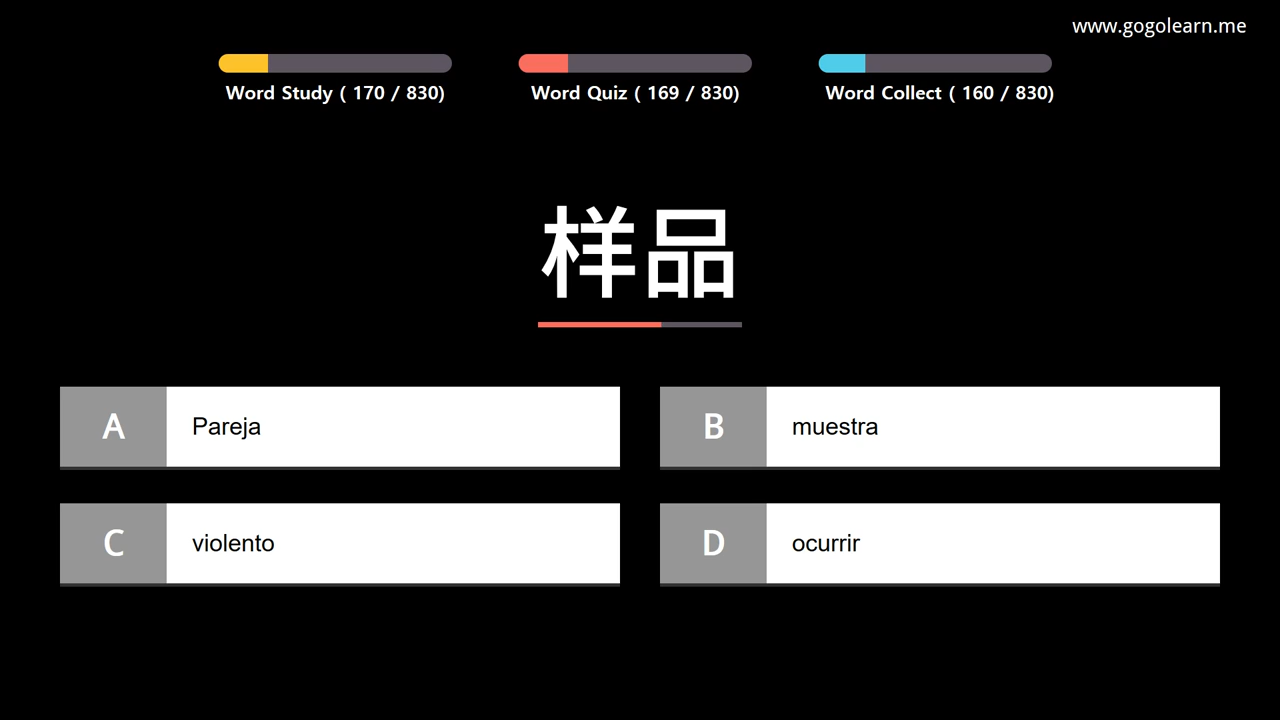 www.gogolearn.me
Word Study ( 170 / 830)
Word Quiz ( 169 / 830)
Word Collect ( 160 / 830)
样品
A Pareja
B muestra
C violento
D ocurrir